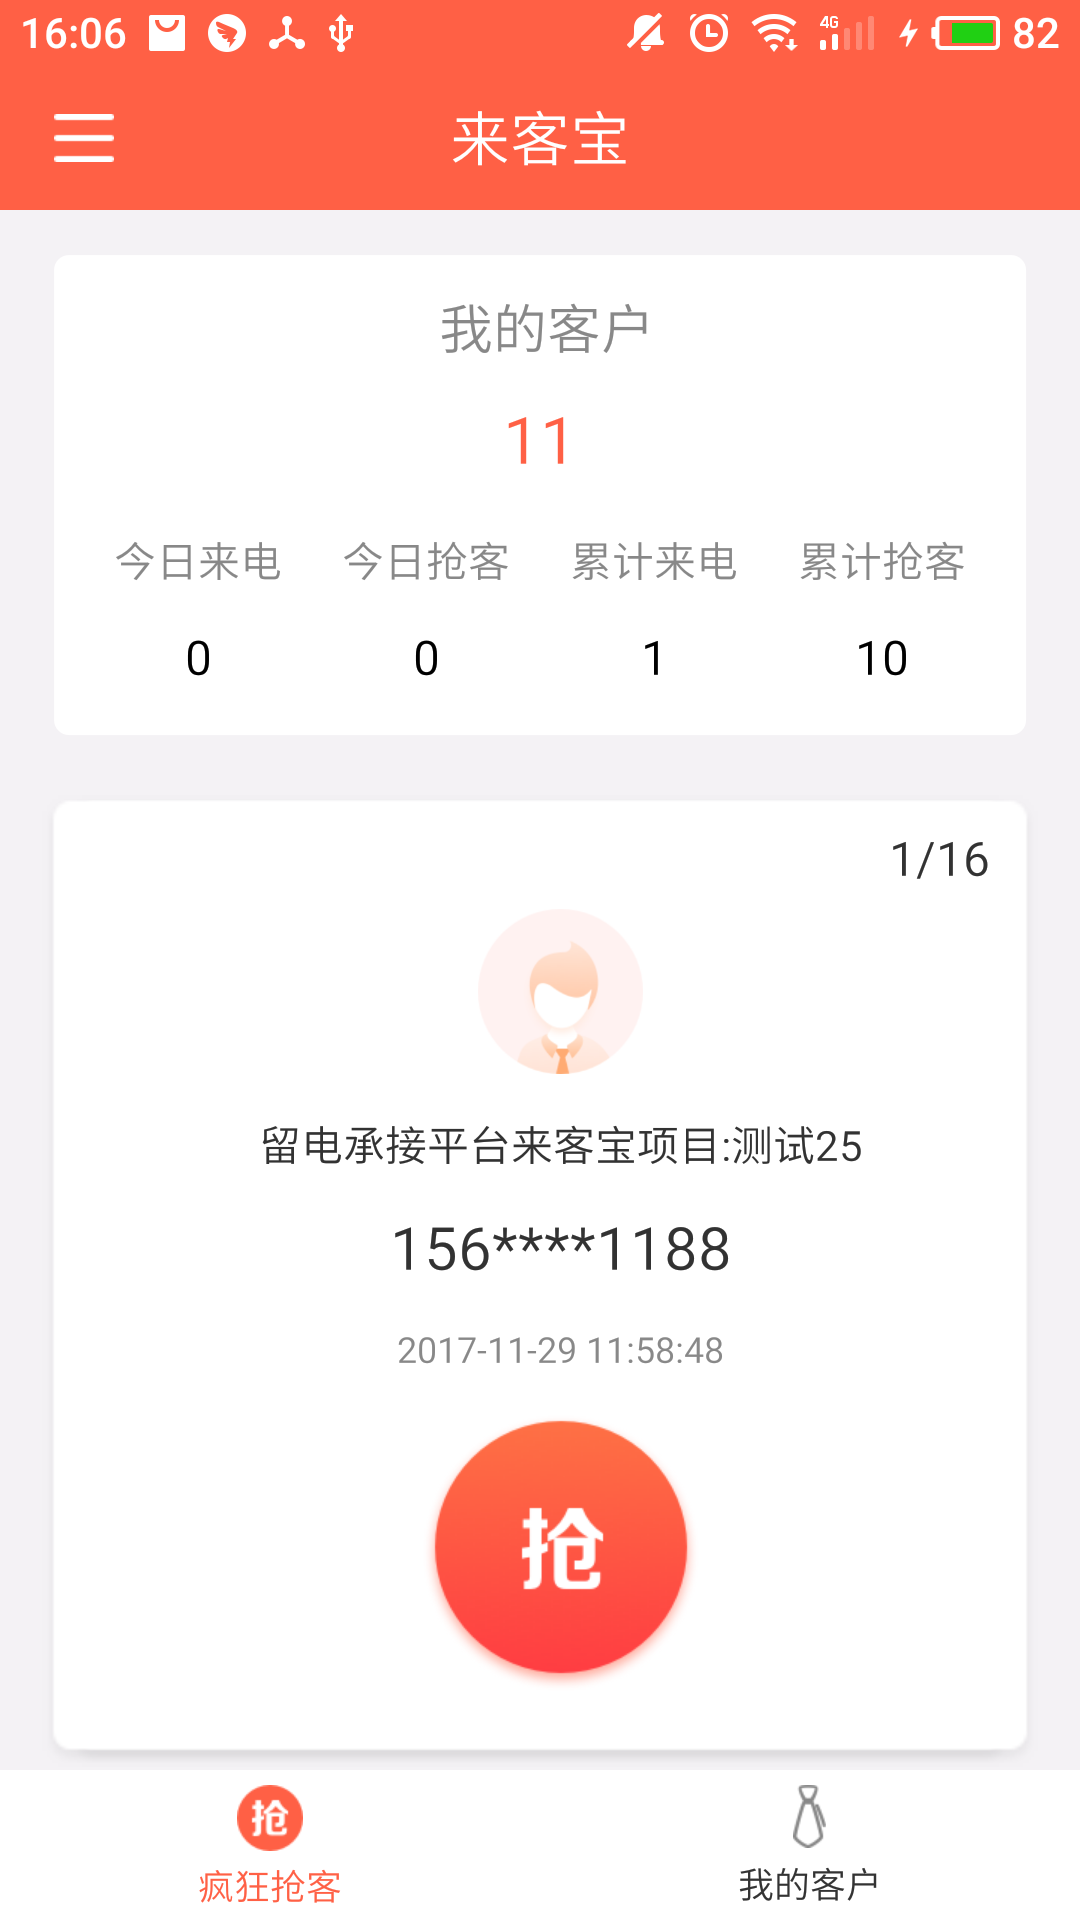 16:06 4G 82
来客宝
我的客户
11
今日来电 今日抢客 累计来电 累计抢客
0 0 1 10
1/16
留电承接平台来客宝项目:测试25
156****1188
2017-11-29 11:58:48
抢
抢
疯狂抢客 我的客户